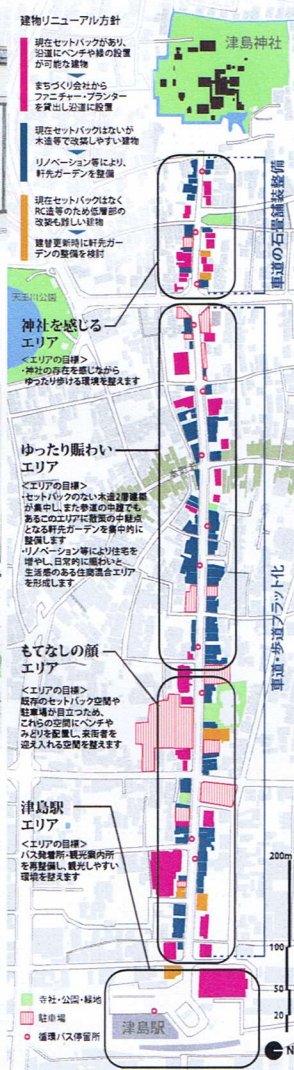 建物リニューアル方針
現在セットバックがあり、
沿道にベンチや緑の設置
が可能な建物
まちづくり会社から
ファニチャー・プランター
を貸出し沿道に設置
現在セットバックはないが
木造等で改築しやすい建物
リノベーション等により、
軒先ガーデンを整備
現在セットバックはなく
RC造等のため低層部の
改築も難しい建物
建替更新時に軒先ガー
デンの整備を検討
津島神社
車道の石畳舗装整備
天王川公園
神社を感じる
エリア
<エリアの目標>
・神社の存在を感じながら
ゆったり歩ける環境を整えます
ゆったり賑わい
エリア
<エリアの目標>
・セットバックのない木造2層建築
が集中し、また参道の中腹でも
あるこのエリアに散策の中継点
となる軒先ガーデンを集中的に
整備します
・リノベーション等により住宅を
増やし、日常的に賑わいと
生活感のある住商混合エリア
を形成します
車道・歩道フラット化
もてなしの顔
エリア
<エリアの目標>
既存のセットバック空間や
駐車場が目立つため、
これらの空間にベンチや
みどりを配置し、来街者を
迎え入れる空間を整えます
津島駅
エリア
<エリアの目標>
バス発着所・観光案内所
を再整備し、観光しやすい
環境を整えます
200m
100
50
20
寺社・公園・緑地
駐車場
循環バス停留所
津島駅
N